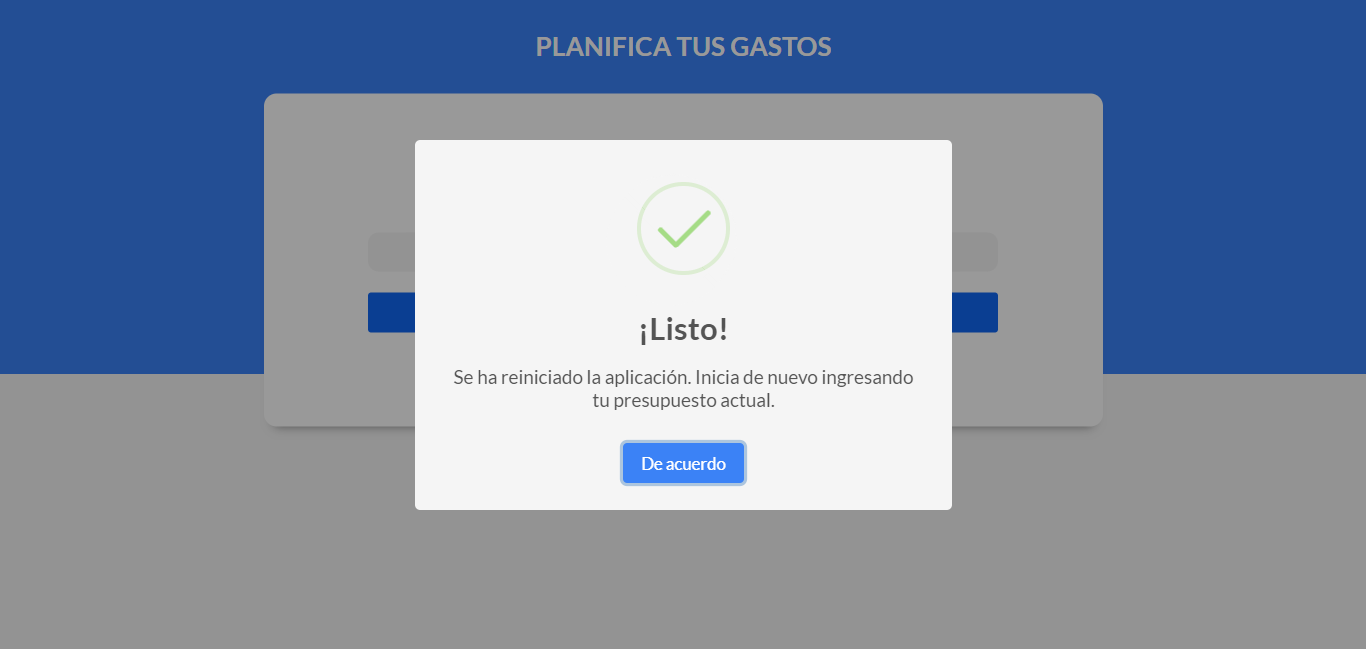 PLANIFICA TUS GASTOS
¡Listo!
Se ha reiniciado la aplicación. Inicia de nuevo ingresando
tu presupuesto actual.
De acuerdo